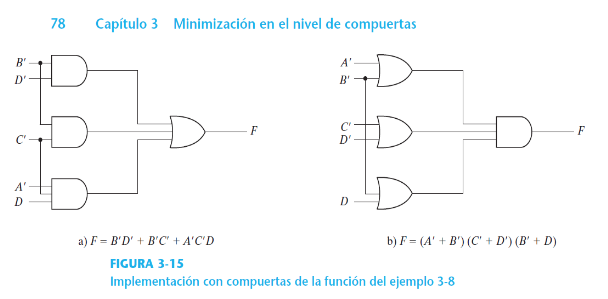 78 Capítulo 3 Minimización en el nivel de compuertas
B'
D'
C'
A'
D
F
A'
B'
C'
D'
D
F
a) F = B'D' + B'C' + A'C'D
b) F = (A' + B') (C' + D') (B' + D)
FIGURA 3-15
Implementación con compuertas de la función del ejemplo 3-8